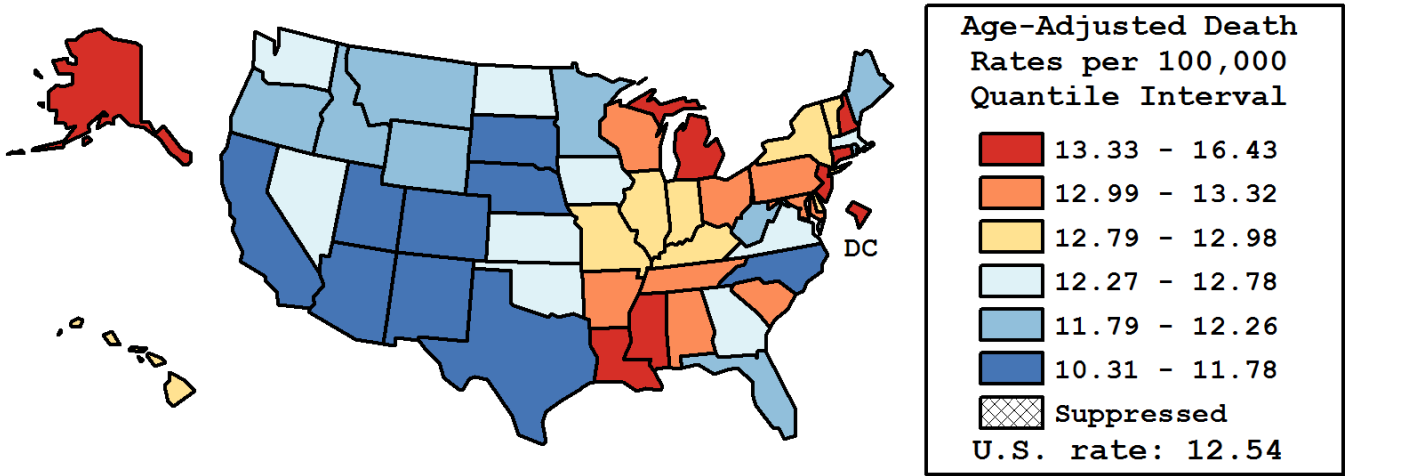 DC
Age-Adjusted Death
Rates per 100,000
Quantile Interval
13.33 - 16.43
12.99 - 13.32
12.79 - 12.98
12.27 - 12.78
11.79 - 12.26
10.31 - 11.78
Suppressed
U.S. rate: 12.54